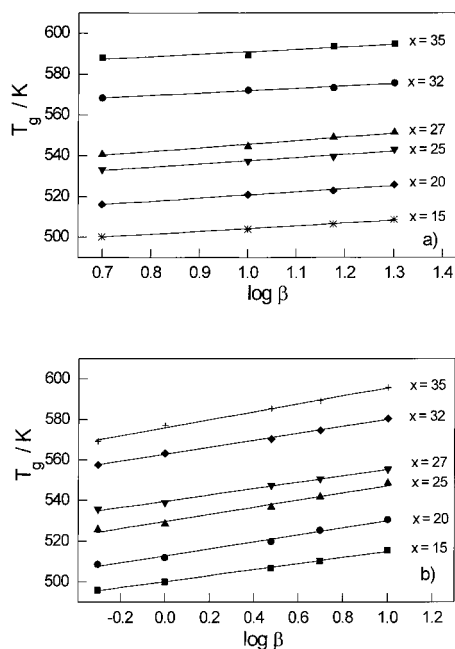 600
580
560
540
520
500
T_g / K
x = 35
x = 32
x = 27
x = 25
x = 20
x = 15
a)
0.7 0.8 0.9 1.0 1.1 1.2 1.3 1.4
log β
600
580
560
540
520
500
T_g / K
x = 35
x = 32
x = 27
x = 25
x = 20
x = 15
b)
-0.2 0.0 0.2 0.4 0.6 0.8 1.0 1.2
log β